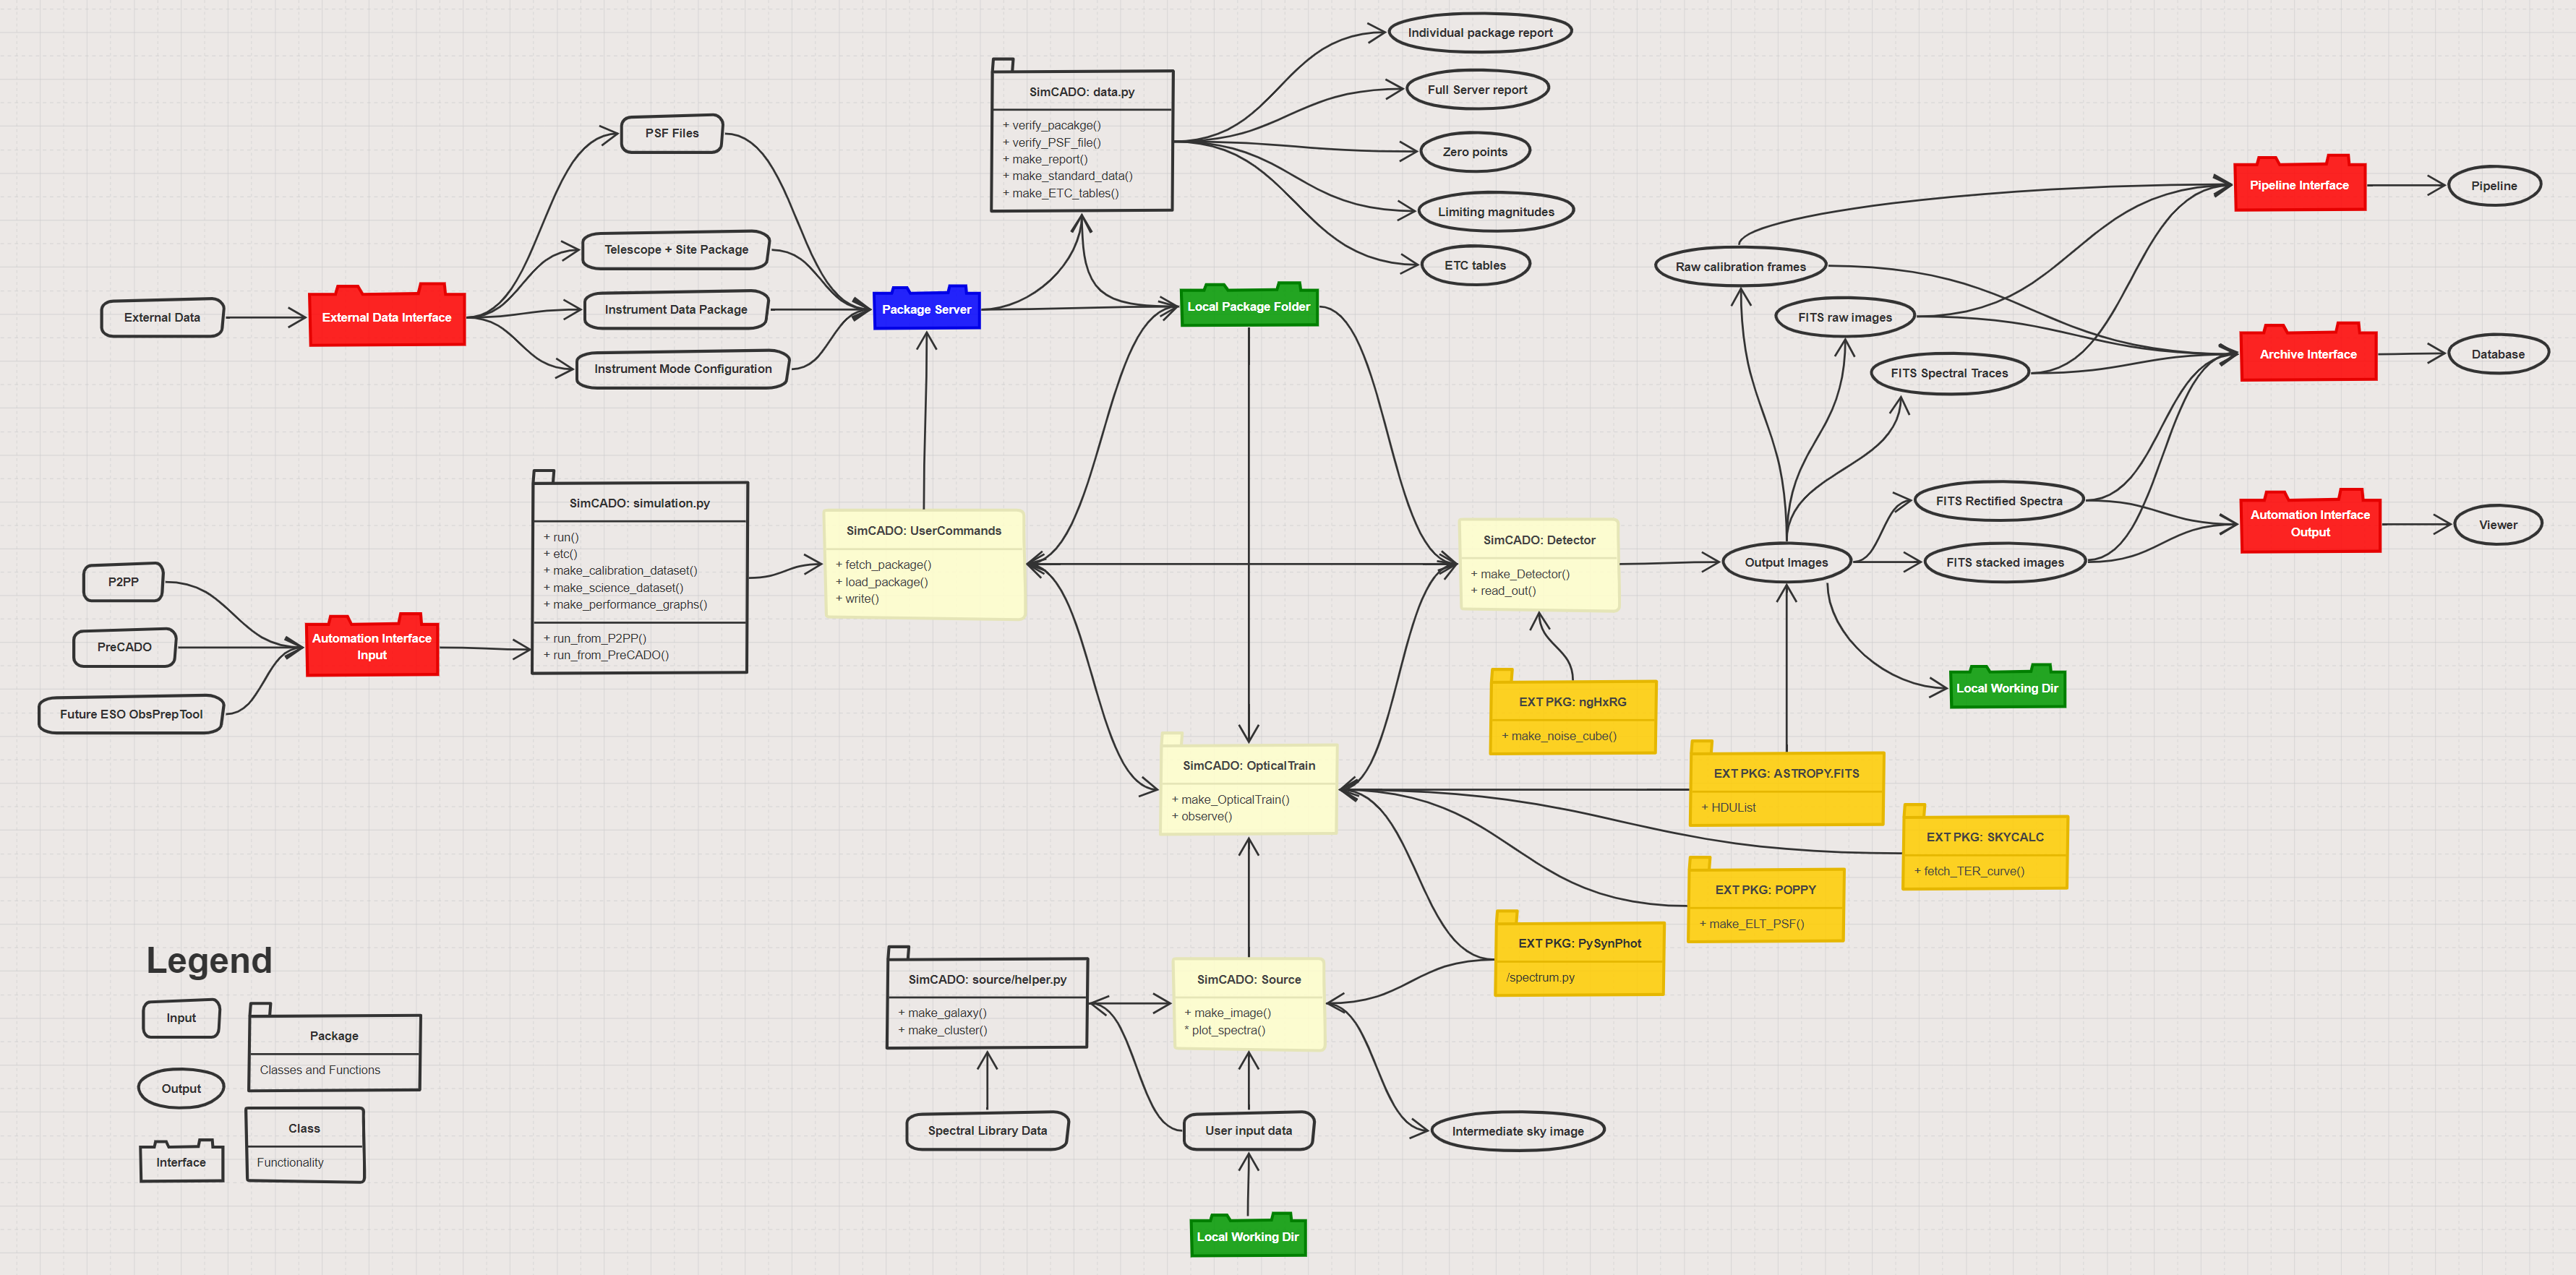 Individual package report
Full Server report
Zero points
Limiting magnitudes
ETC tables
SimCADO: data.py
+ verify_pacakge()
+ verify_PSF_file()
+ make_report()
+ make_standard_data()
+ make_ETC_tables()
PSF Files
Telescope + Site Package
Instrument Data Package
Instrument Mode Configuration
External Data
External Data Interface
Package Server
Local Package Folder
Raw calibration frames
FITS raw images
FITS Spectral Traces
Pipeline Interface
Pipeline
Archive Interface
Database
FITS Rectified Spectra
FITS stacked images
Automation Interface
Output
Viewer
P2PP
PreCADO
Future ESO ObsPrepTool
Automation Interface
Input
SimCADO: simulation.py
+ run()
+ etc()
+ make_calibration_dataset()
+ make_science_dataset()
+ make_performance_graphs()
+ run_from_P2PP()
+ run_from_PreCADO()
SimCADO: UserCommands
+ fetch_package()
+ load_package()
+ write()
SimCADO: Detector
+ make_Detector()
+ read_out()
Output Images
Local Working Dir
EXT PKG: ngHxRG
+ make_noise_cube()
EXT PKG: ASTROPY.FITS
+ HDUList
EXT PKG: SKYCALC
+ fetch_TER_curve()
EXT PKG: POPPY
+ make_ELT_PSF()
EXT PKG: PySynPhot
/spectrum.py
SimCADO: OpticalTrain
+ make_OpticalTrain()
+ observe()
SimCADO: source/helper.py
+ make_galaxy()
+ make_cluster()
SimCADO: Source
+ make_image()
* plot_spectra()
Spectral Library Data
User input data
Intermediate sky image
Local Working Dir
Legend
Input
Output
Interface
Package
Classes and Functions
Class
Functionality